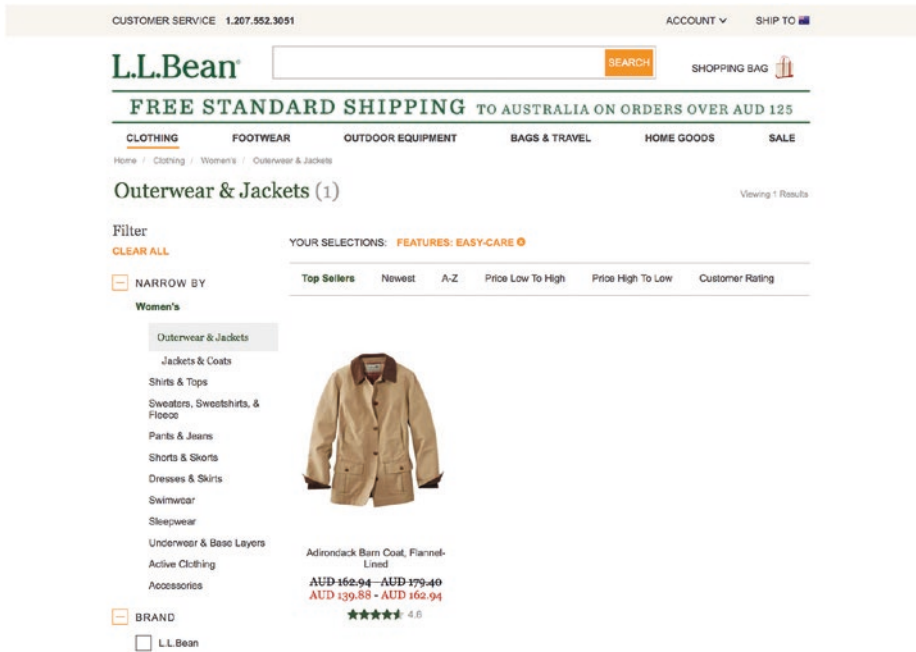 CUSTOMER SERVICE 1.207.552.3051
ACCOUNT
SHIP TO
L.L.Bean
SEARCH
SHOPPING BAG
FREE STANDARD SHIPPING TO AUSTRALIA ON ORDERS OVER AUD 125
CLOTHING FOOTWEAR OUTDOOR EQUIPMENT BAGS & TRAVEL HOME GOODS SALE
Home / Clothing / Women's / Outerwear & Jackets
Outerwear & Jackets (1)
Viewing 1 Results
Filter
CLEAR ALL
YOUR SELECTIONS: FEATURES: EASY-CARE
Top Sellers Newest A-Z Price Low To High Price High To Low Customer Rating
NARROW BY
Women's
Outerwear & Jackets
Jackets & Coats
Shirts & Tops
Sweaters, Sweatshirts, &
Fleece
Pants & Jeans
Shorts & Skorts
Dresses & Skirts
Swimwear
Sleepwear
Underwear & Base Layers
Active Clothing
Accessories
BRAND
L.L.Bean
Adirondack Barn Coat, Flannel-
Lined
AUD 162.94 - AUD 179.40
AUD 139.88 - AUD 162.94
4.6